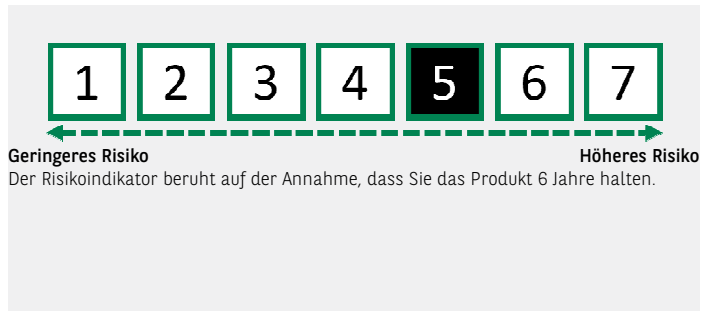 1 2 3 4 5 6 7
Geringeres Risiko Höheres Risiko
Der Risikoindikator beruht auf der Annahme, dass Sie das Produkt 6 Jahre halten.